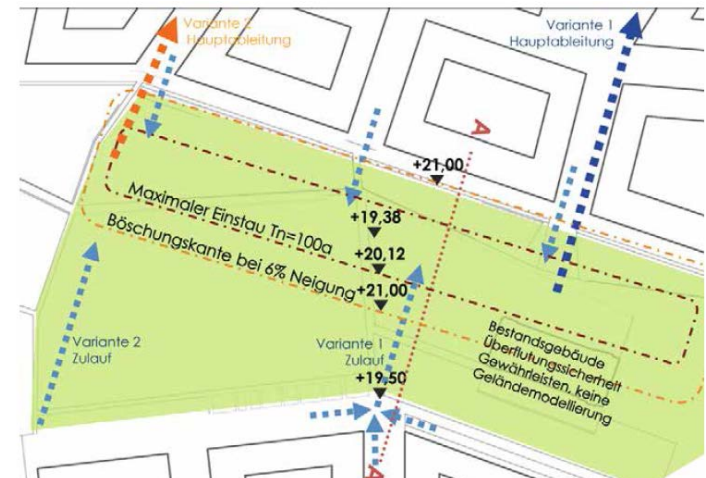 Variante 2
Hauptableitung
Variante 1
Hauptableitung
A
+21,00
Maximaler Einstau Tn=100a
+19,38
Böschungskante bei 6% Neigung
+20,12
+21,00
Variante 2
Zulauf
Variante 1
Zulauf
+19,50
Bestandsgebäude
Überflutungssicherheit
Gewährleisten, keine
Geländemodellierung
A